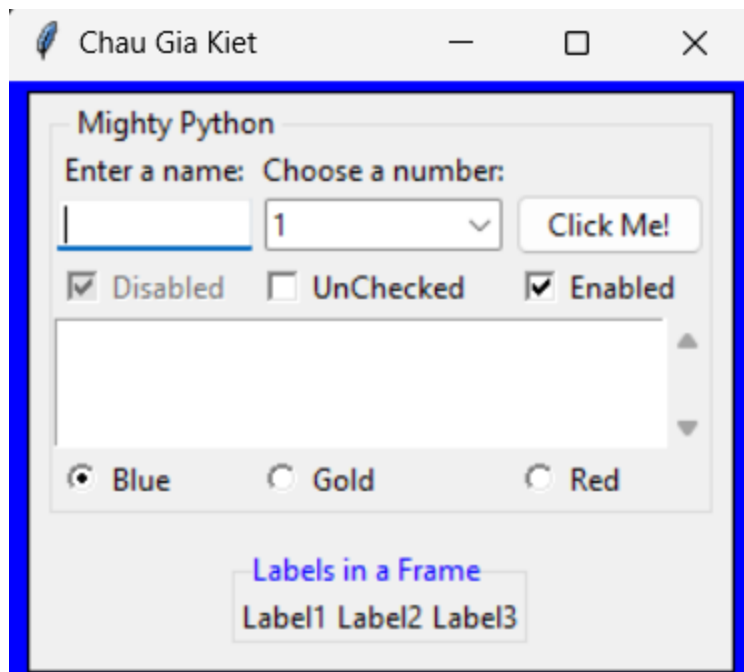 Chau Gia Kiet
Mighty Python
Enter a name: Choose a number:
1 Click Me!
Disabled UnChecked Enabled
Blue Gold Red
Labels in a Frame
Label1 Label2 Label3